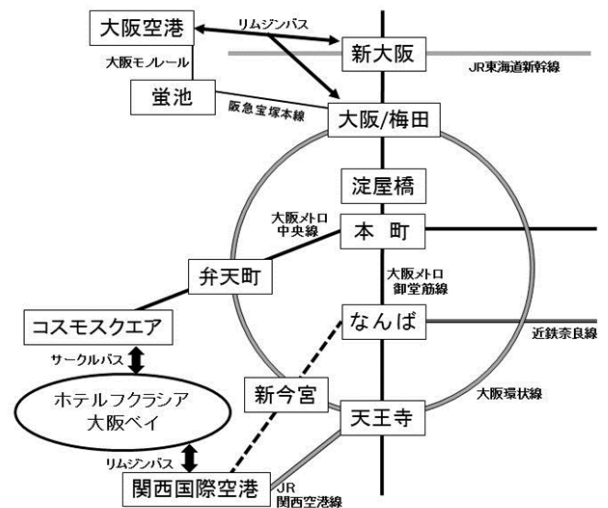 大阪空港
リムジンバス
新大阪
JR東海道新幹線
大阪モノレール
蛍池
阪急宝塚本線
大阪/梅田
淀屋橋
大阪メトロ
中央線
本 町
弁天町
大阪メトロ
御堂筋線
コスモスクエア
なんば
近鉄奈良線
サークルバス
ホテルフクラシア
大阪ベイ
新今宮
大阪環状線
天王寺
リムジンバス
関西国際空港
JR
関西空港線